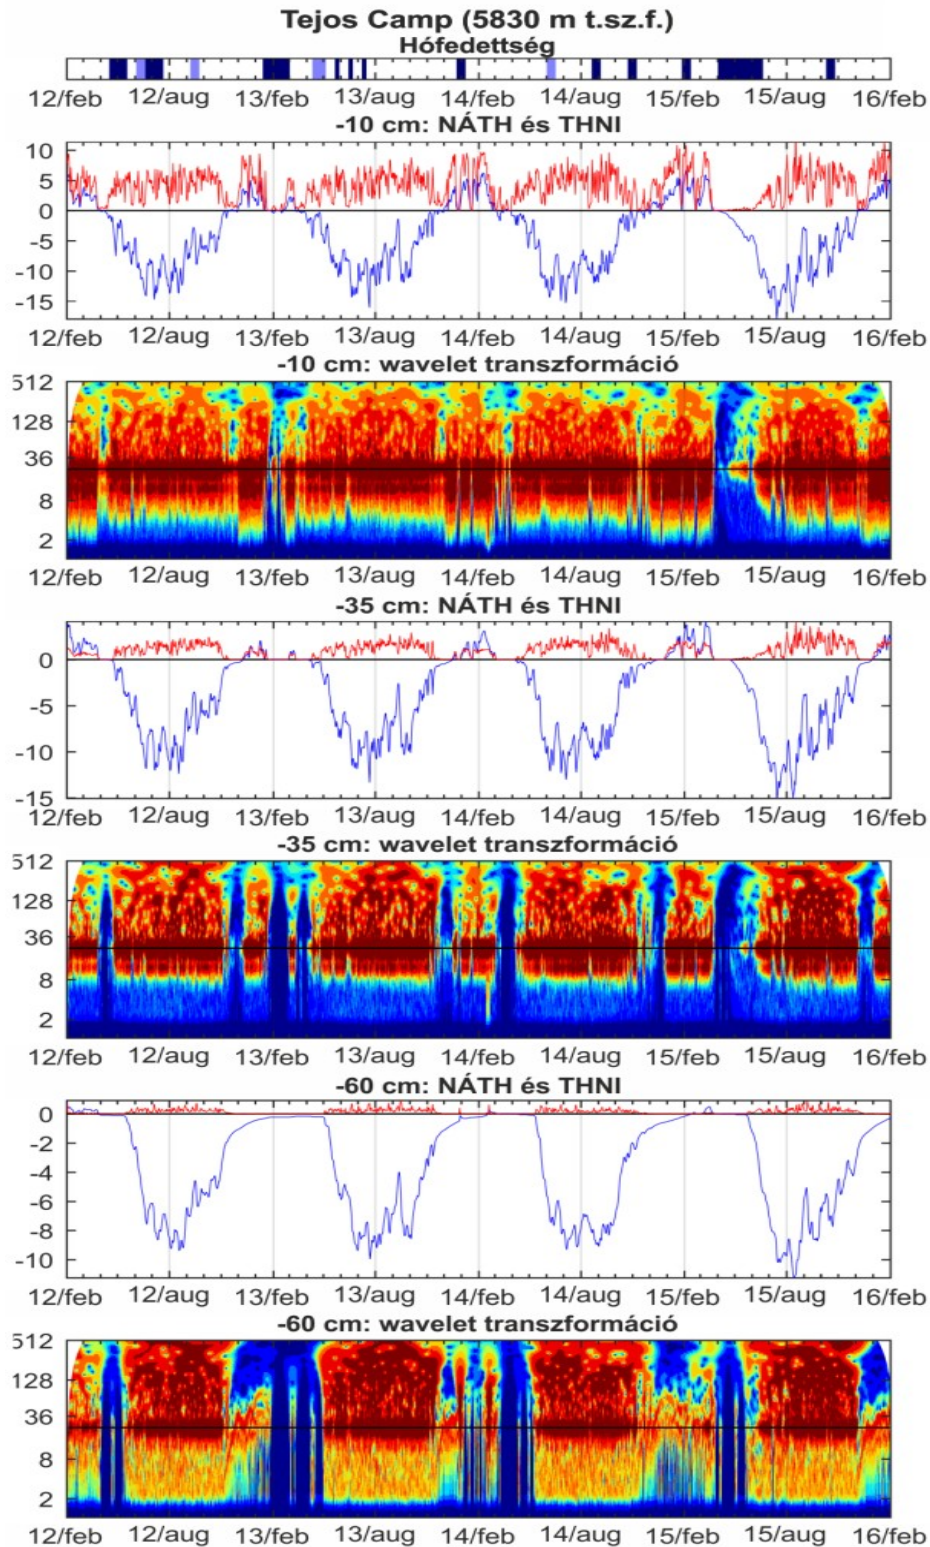 Tejos Camp (5830 m t.sz.f.)
Hófedettség
12/feb 12/aug 13/feb 13/aug 14/feb 14/aug 15/feb 15/aug 16/feb
-10 cm: NÁTH és THNI
10
5
0
-5
-10
-15
12/feb 12/aug 13/feb 13/aug 14/feb 14/aug 15/feb 15/aug 16/feb
-10 cm: wavelet transzformáció
512
128
36
8
2
12/feb 12/aug 13/feb 13/aug 14/feb 14/aug 15/feb 15/aug 16/feb
-35 cm: NÁTH és THNI
0
-5
-10
-15
12/feb 12/aug 13/feb 13/aug 14/feb 14/aug 15/feb 15/aug 16/feb
-35 cm: wavelet transzformáció
512
128
36
8
2
12/feb 12/aug 13/feb 13/aug 14/feb 14/aug 15/feb 15/aug 16/feb
-60 cm: NÁTH és THNI
0
-2
-4
-6
-8
-10
12/feb 12/aug 13/feb 13/aug 14/feb 14/aug 15/feb 15/aug 16/feb
-60 cm: wavelet transzformáció
512
128
36
8
2
12/feb 12/aug 13/feb 13/aug 14/feb 14/aug 15/feb 15/aug 16/feb